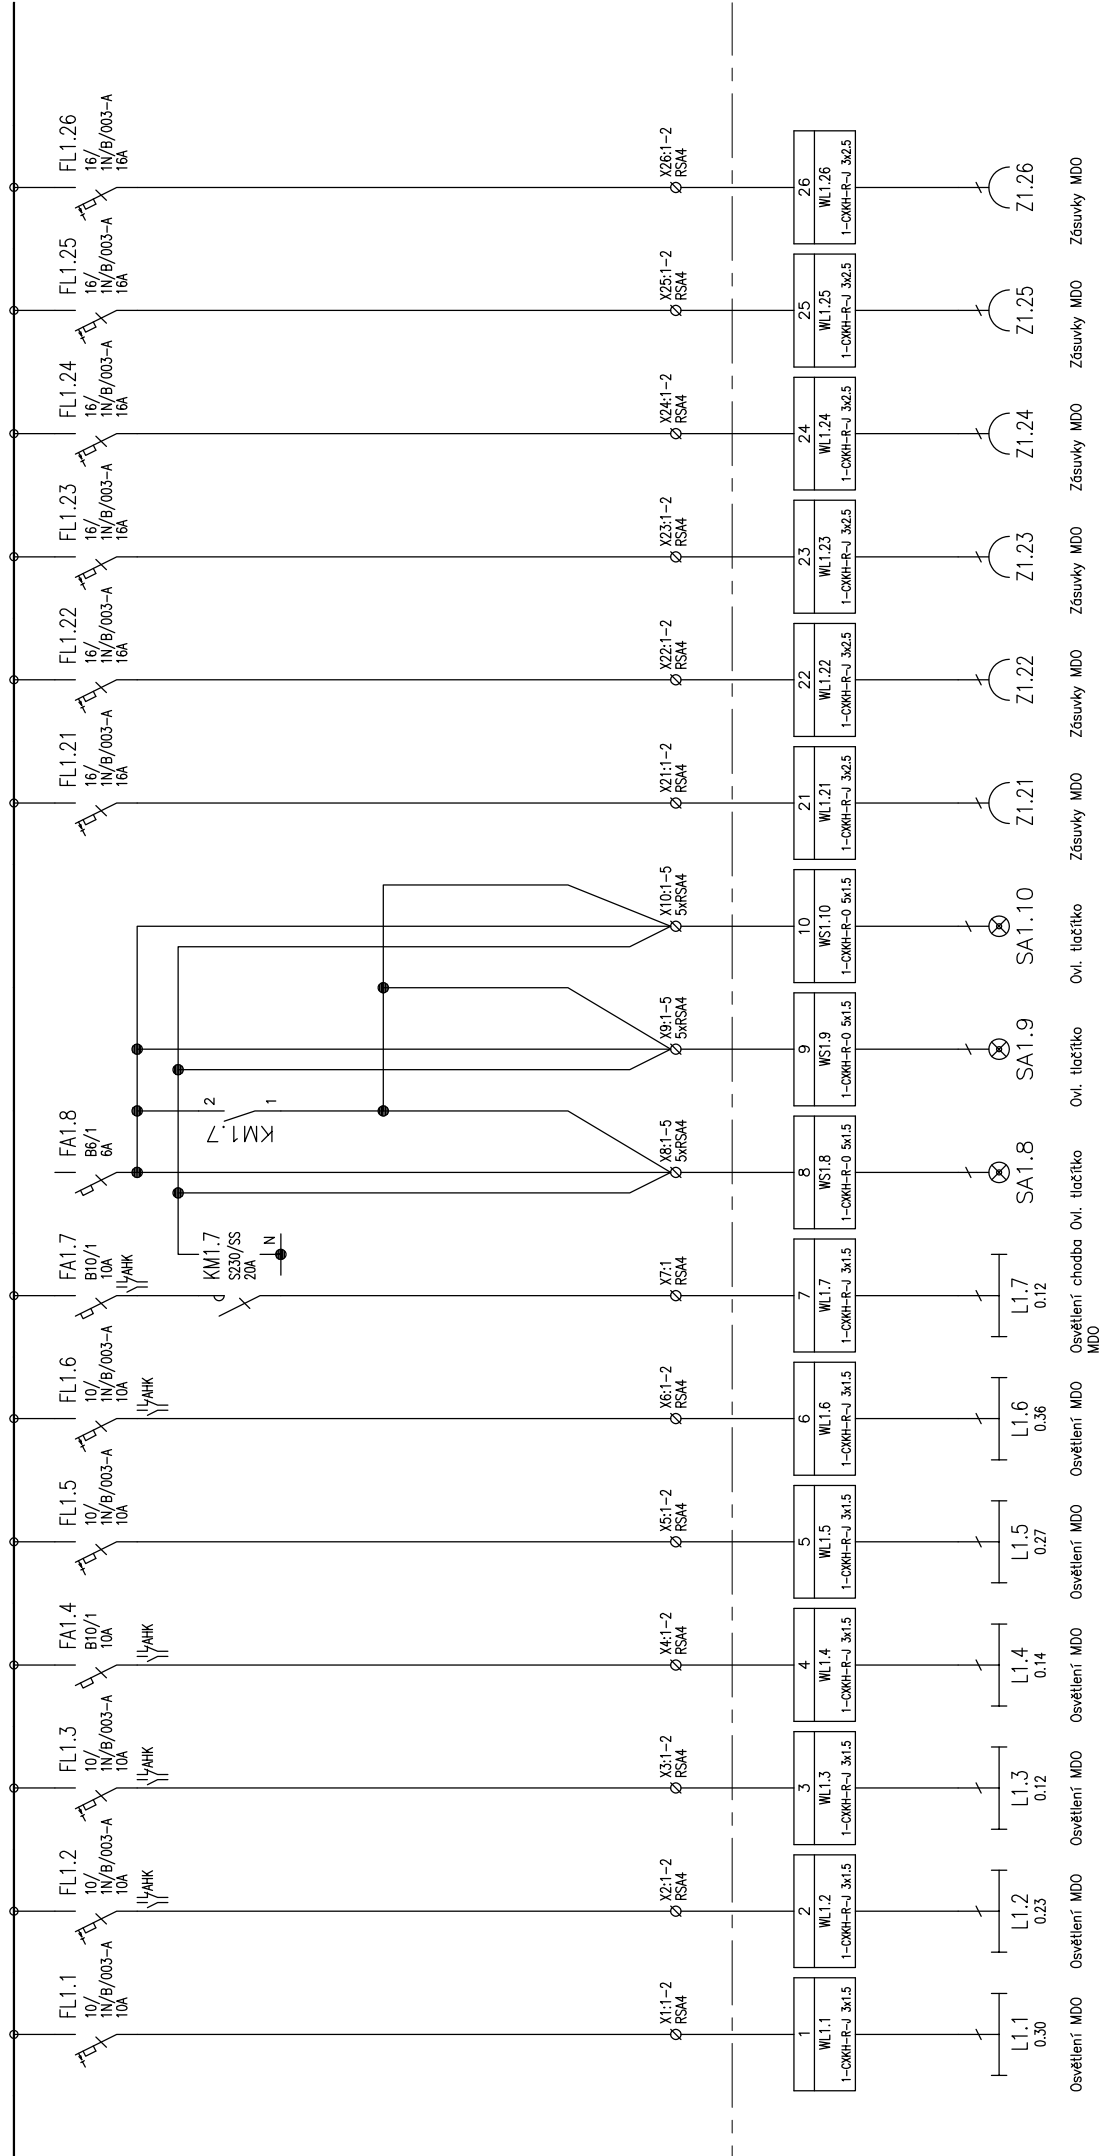 FL1.1
10/
1N/B/003-A
10A
X1:1-2
RSA4
1
WL1.1
1-CXKH-R-J 3x1.5
L1.1
0.30
Osvětlení MDO
FL1.2
10/
1N/B/003-A
10A
IL/AHK
X2:1-2
RSA4
2
WL1.2
1-CXKH-R-J 3x1.5
L1.2
0.23
Osvětlení MDO
FL1.3
10/
1N/B/003-A
10A
IL/AHK
X3:1-2
RSA4
3
WL1.3
1-CXKH-R-J 3x1.5
L1.3
0.12
Osvětlení MDO
FA1.4
B10/1
10A
IL/AHK
X4:1-2
RSA4
4
WL1.4
1-CXKH-R-J 3x1.5
L1.4
0.14
Osvětlení MDO
FL1.5
10/
1N/B/003-A
10A
X5:1-2
RSA4
5
WL1.5
1-CXKH-R-J 3x1.5
L1.5
0.27
Osvětlení MDO
FL1.6
10/
1N/B/003-A
10A
IL/AHK
X6:1-2
RSA4
6
WL1.6
1-CXKH-R-J 3x1.5
L1.6
0.36
Osvětlení MDO
FA1.7
B10/1
10A
IL/AHK
KM1.7
S230/SS
20A
N
X7:1
RSA4
7
WL1.7
1-CXKH-R-J 3x1.5
L1.7
0.12
Osvětlení chodba
MDO
FA1.8
B6/1
6A
2
KM1.7
1
X8:1-5
5xRSA4
8
WS1.8
1-CXKH-R-O 5x1.5
SA1.8
Ovl. tlačítko
X9:1-5
5xRSA4
9
WS1.9
1-CXKH-R-O 5x1.5
SA1.9
Ovl. tlačítko
X10:1-5
5xRSA4
10
WS1.10
1-CXKH-R-O 5x1.5
SA1.10
Ovl. tlačítko
FL1.21
16/
1N/B/003-A
16A
X21:1-2
RSA4
21
WL1.21
1-CXKH-R-J 3x2.5
Z1.21
Zásuvky MDO
FL1.22
16/
1N/B/003-A
16A
X22:1-2
RSA4
22
WL1.22
1-CXKH-R-J 3x2.5
Z1.22
Zásuvky MDO
FL1.23
16/
1N/B/003-A
16A
X23:1-2
RSA4
23
WL1.23
1-CXKH-R-J 3x2.5
Z1.23
Zásuvky MDO
FL1.24
16/
1N/B/003-A
16A
X24:1-2
RSA4
24
WL1.24
1-CXKH-R-J 3x2.5
Z1.24
Zásuvky MDO
FL1.25
16/
1N/B/003-A
16A
X25:1-2
RSA4
25
WL1.25
1-CXKH-R-J 3x2.5
Z1.25
Zásuvky MDO
FL1.26
16/
1N/B/003-A
16A
X26:1-2
RSA4
26
WL1.26
1-CXKH-R-J 3x2.5
Z1.26
Zásuvky MDO